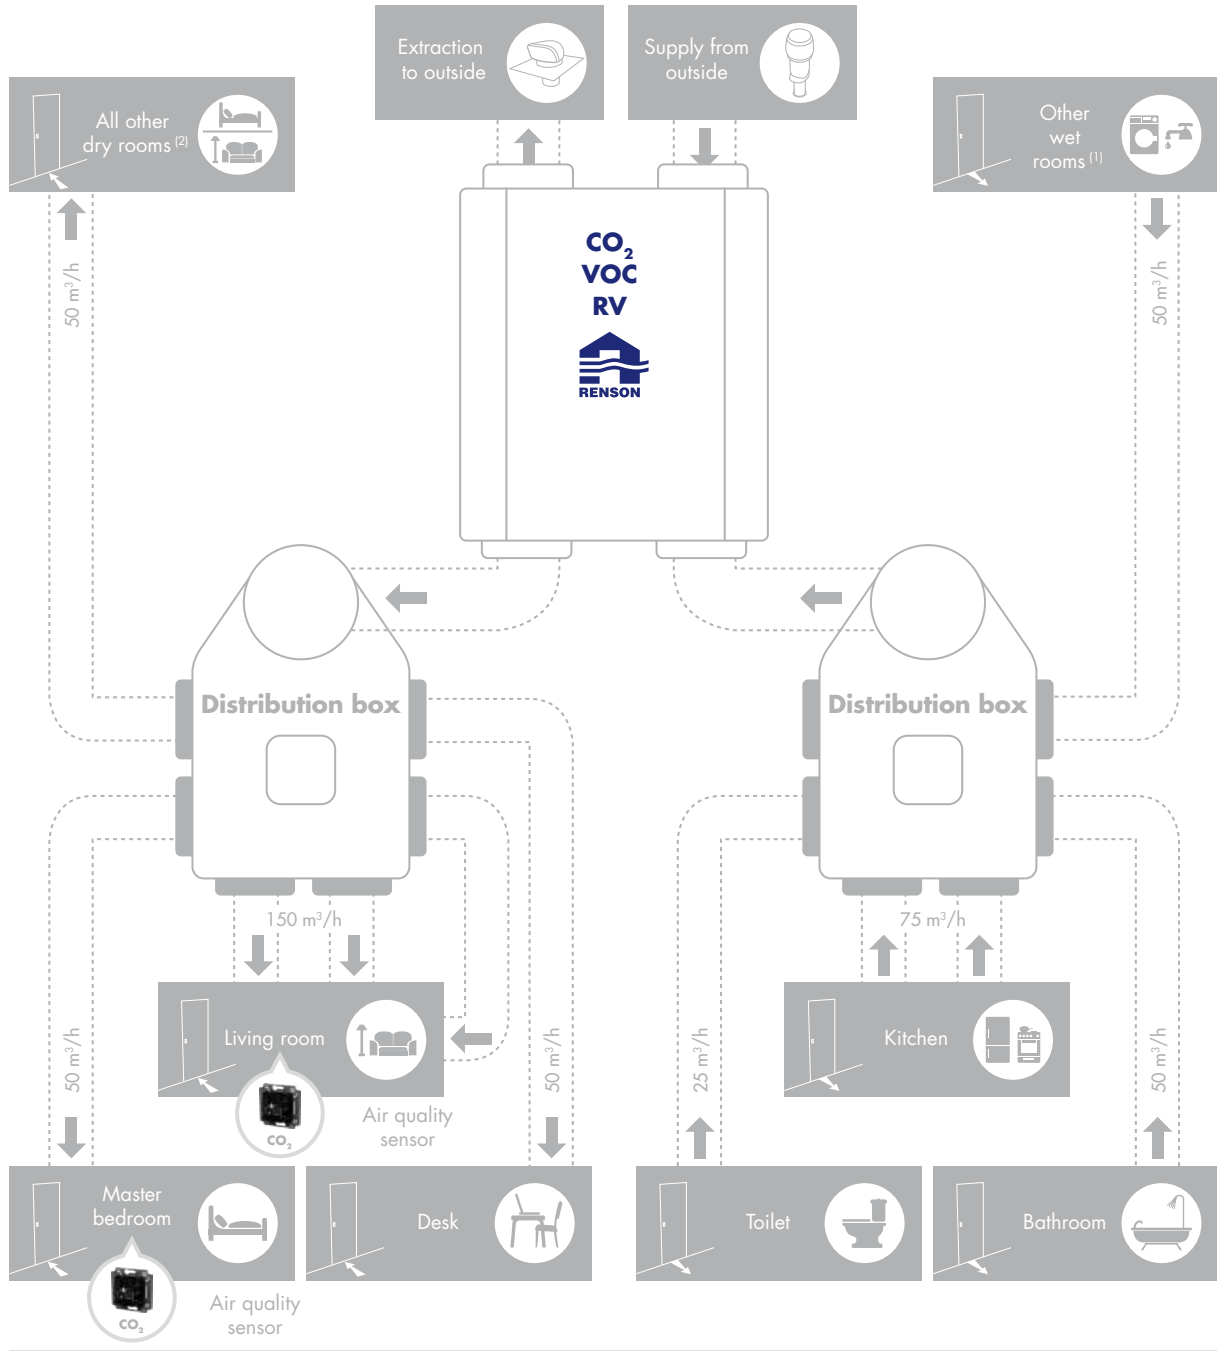 Extraction
to outside
Supply from
outside
All other
dry rooms (2)
Other
wet
rooms (1)
CO₂
VOC
RV
RENSON
50 m³/h
50 m³/h
Distribution box
Distribution box
150 m³/h
75 m³/h
Living room
Kitchen
50 m³/h
50 m³/h
25 m³/h
50 m³/h
CO₂
Air quality
sensor
Master
bedroom
Desk
Toilet
Bathroom
CO₂
Air quality
sensor